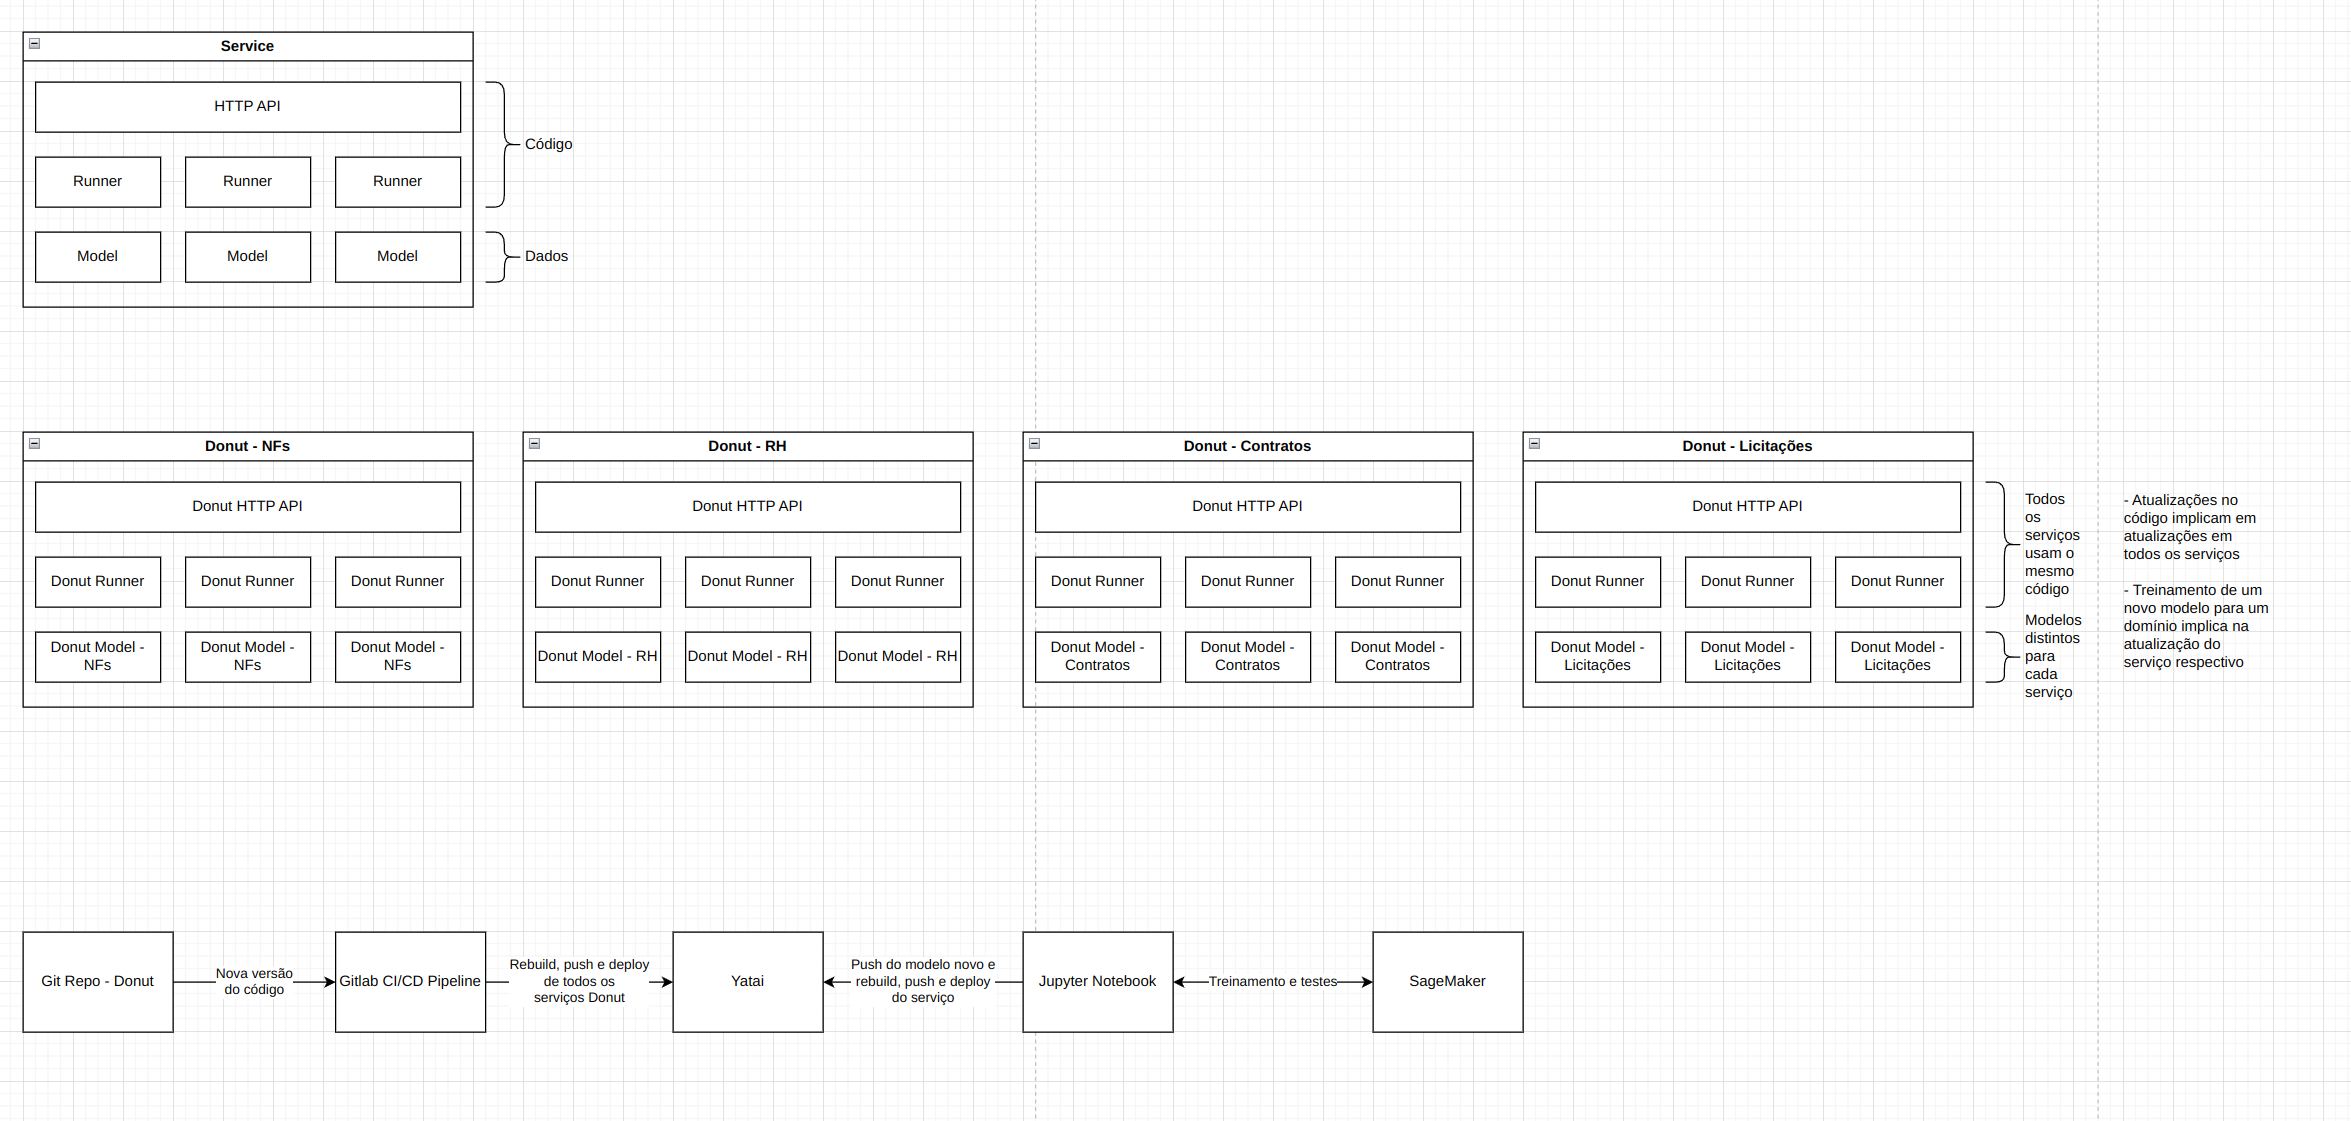 Service
HTTP API
Código
Runner
Runner
Runner
Model
Model
Model
Dados
Donut - NFs
Donut HTTP API
Donut Runner
Donut Runner
Donut Runner
Donut Model -
NFs
Donut Model -
NFs
Donut Model -
NFs
Donut - RH
Donut HTTP API
Donut Runner
Donut Runner
Donut Runner
Donut Model - RH
Donut Model - RH
Donut Model - RH
Donut - Contratos
Donut HTTP API
Donut Runner
Donut Runner
Donut Runner
Donut Model -
Contratos
Donut Model -
Contratos
Donut Model -
Contratos
Donut - Licitações
Donut HTTP API
Donut Runner
Donut Runner
Donut Runner
Donut Model -
Licitações
Donut Model -
Licitações
Donut Model -
Licitações
Todos
os
serviços
usam o
mesmo
código
Modelos
distintos
para
cada
serviço
- Atualizações no
código implicam em
atualizações em
todos os serviços
- Treinamento de um
novo modelo para um
domínio implica na
atualização do
serviço respectivo
Git Repo - Donut
Nova versão
do código
Gitlab CI/CD Pipeline
Rebuild, push e deploy
de todos os
serviços Donut
Yatai
Push do modelo novo e
rebuild, push e deploy
do serviço
Jupyter Notebook
Treinamento e testes
SageMaker